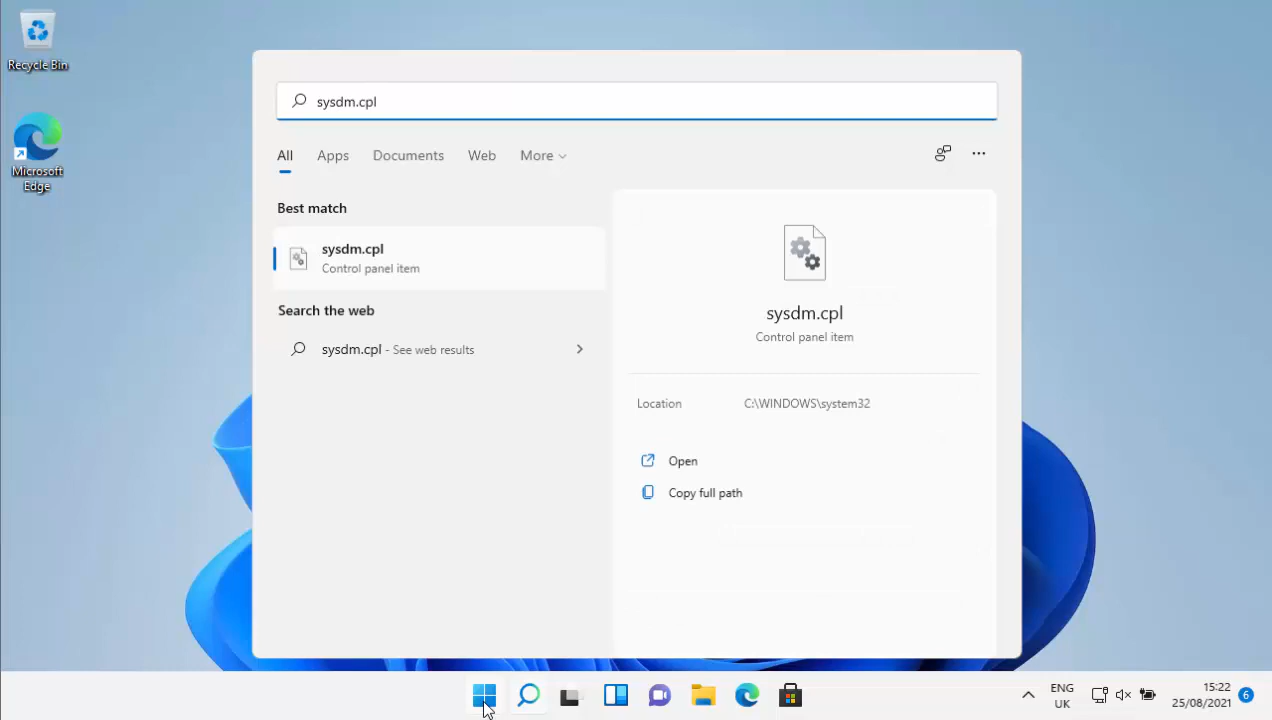 Recycle Bin
Microsoft
Edge
sysdm.cpl
All Apps Documents Web More
Best match
sysdm.cpl
Control panel item
Search the web
sysdm.cpl - See web results
sysdm.cpl
Control panel item
Location C:\WINDOWS\system32
Open
Copy full path
ENG
UK
15:22
25/08/2021
6